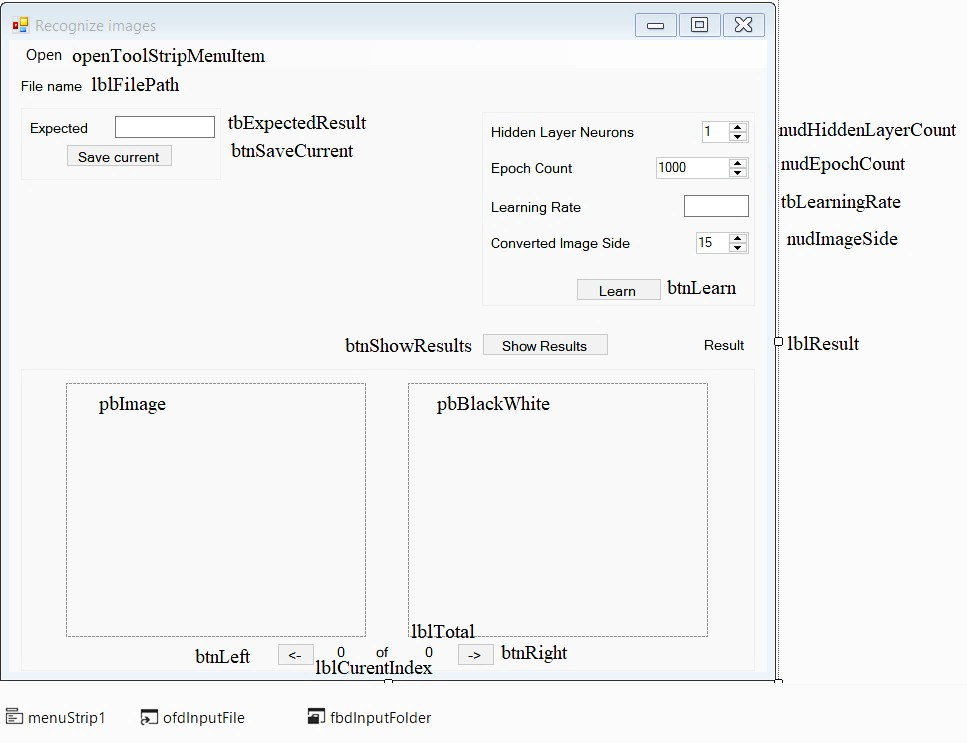 Recognize images
Open openToolStripMenuItem
File name lblFilePath
Expected tbExpectedResult
Save current btnSaveCurrent
Hidden Layer Neurons 1 nudHiddenLayerCount
Epoch Count 1000 nudEpochCount
Learning Rate tbLearningRate
Converted Image Side 15 nudImageSide
Learn btnLearn
btnShowResults Show Results Result lblResult
pbImage pbBlackWhite
lblTotal
btnLeft <- 0 of 0 -> btnRight
lblCurentIndex
menuStrip1 ofdInputFile fbdInputFolder